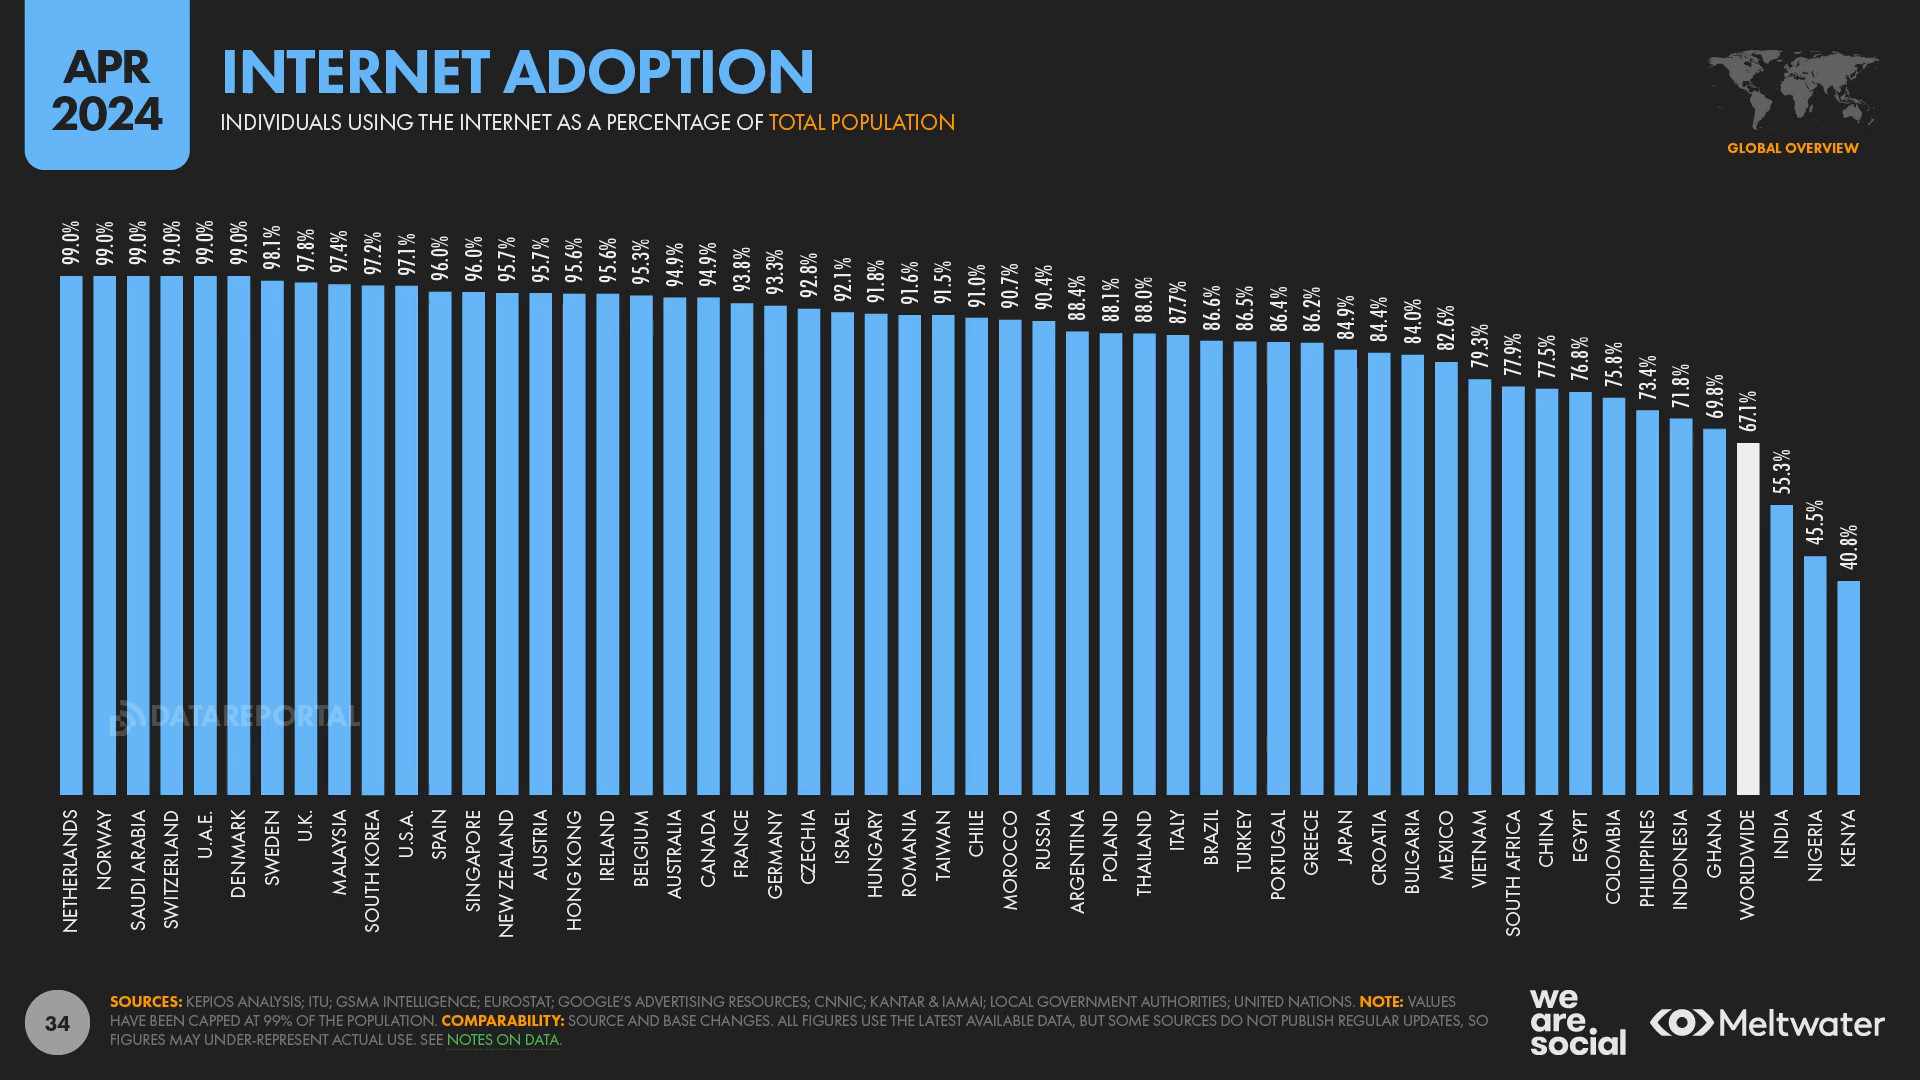 APR
2024
INTERNET ADOPTION
INDIVIDUALS USING THE INTERNET AS A PERCENTAGE OF TOTAL POPULATION
GLOBAL OVERVIEW
99.0%
99.0%
99.0%
99.0%
99.0%
99.0%
98.1%
97.8%
97.4%
97.2%
97.1%
96.0%
96.0%
95.7%
95.7%
95.6%
95.6%
95.3%
94.9%
94.9%
93.8%
93.3%
92.8%
92.1%
91.8%
91.6%
91.5%
91.0%
90.7%
90.4%
88.4%
88.1%
88.0%
87.7%
86.6%
86.5%
86.4%
86.2%
84.9%
84.4%
84.0%
82.6%
79.3%
77.9%
77.5%
76.8%
75.8%
73.4%
71.8%
69.8%
67.1%
55.3%
45.5%
40.8%
DATAREPORTAL
NETHERLANDS
NORWAY
SAUDI ARABIA
SWITZERLAND
U.A.E.
DENMARK
SWEDEN
U.K.
MALAYSIA
SOUTH KOREA
U.S.A.
SPAIN
SINGAPORE
NEW ZEALAND
AUSTRIA
HONG KONG
IRELAND
BELGIUM
AUSTRALIA
CANADA
FRANCE
GERMANY
CZECHIA
ISRAEL
HUNGARY
ROMANIA
TAIWAN
CHILE
MOROCCO
RUSSIA
ARGENTINA
POLAND
THAILAND
ITALY
BRAZIL
TURKEY
PORTUGAL
GREECE
JAPAN
CROATIA
BULGARIA
MEXICO
VIETNAM
SOUTH AFRICA
CHINA
EGYPT
COLOMBIA
PHILIPPINES
INDONESIA
GHANA
WORLDWIDE
INDIA
NIGERIA
KENYA
34
SOURCES: KEPIOS ANALYSIS; ITU; GSMA INTELLIGENCE; EUROSTAT; GOOGLE'S ADVERTISING RESOURCES; CNNIC; KANTAR & IAMAI; LOCAL GOVERNMENT AUTHORITIES; UNITED NATIONS. NOTE: VALUES
HAVE BEEN CAPPED AT 99% OF THE POPULATION. COMPARABILITY: SOURCE AND BASE CHANGES. ALL FIGURES USE THE LATEST AVAILABLE DATA, BUT SOME SOURCES DO NOT PUBLISH REGULAR UPDATES, SO
FIGURES MAY UNDER-REPRESENT ACTUAL USE. SEE NOTES ON DATA.
we
are.
social
Meltwater